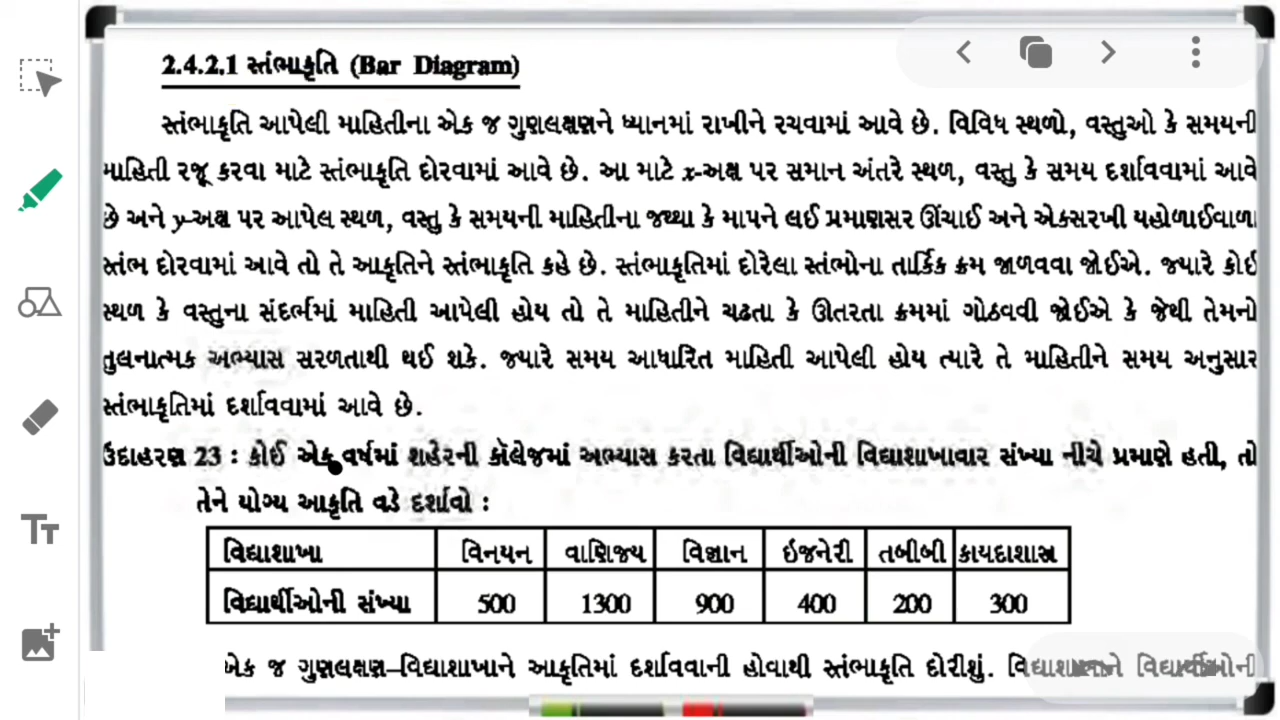 2.4.2.1 સ્તંભાકૃતિ (Bar Diagram)
સ્તંભાકૃતિ આપેલી માહિતીના એક જ ગુણલક્ષણને ધ્યાનમાં રાખીને રચવામાં આવે છે. વિવિધ સ્થળો, વસ્તુઓ કે સમયની
માહિતી રજૂ કરવા માટે સ્તંભાકૃતિ દોરવામાં આવે છે. આ માટે x-અક્ષ પર સમાન અંતરે સ્થળ, વસ્તુ કે સમય દર્શાવવામાં આવે
છે અને y-અક્ષ પર આપેલ સ્થળ, વસ્તુ કે સમયની માહિતીના જથ્થા કે માપને લઈ પ્રમાણસર ઊંચાઈ અને એકસરખી યહોળાઈવાળા
સ્તંભ દોરવામાં આવે તો તે આકૃતિને સ્તંભાકૃતિ કહે છે. સ્તંભાકૃતિમાં દોરેલા સ્તંભોના તાર્કિક ક્રમ જાળવવા જોઈએ. જ્યારે કોઈ
સ્થળ કે વસ્તુના સંદર્ભમાં માહિતી આપેલી હોય તો તે માહિતીને ચઢતા કે ઊતરતા ક્રમમાં ગોઠવવી જોઈએ કે જેથી તેમનો
તુલનાત્મક અભ્યાસ સરળતાથી થઈ શકે. જ્યારે સમય આધારિત માહિતી આપેલી હોય ત્યારે તે માહિતીને સમય અનુસાર
સ્તંભાકૃતિમાં દર્શાવવામાં આવે છે.
ઉદાહરણ 23 : કોઈ એક વર્ષમાં શહેરની કૉલેજમાં અભ્યાસ કરતા વિદ્યાર્થીઓની વિદ્યાશાખાવાર સંખ્યા નીચે પ્રમાણે હતી, તો
તેને યોગ્ય આકૃતિ વડે દર્શાવો :
વિદ્યાશાખા વિનયન વાણિજ્ય વિજ્ઞાન ઇજનેરી તબીબી કાયદાશાસ્ત્ર
વિદ્યાર્થીઓની સંખ્યા 500 1300 900 400 200 300
એક જ ગુણલક્ષણ–વિદ્યાશાખાને આકૃતિમાં દર્શાવવાની હોવાથી સ્તંભાકૃતિ દોરીશું. વિદ્યાશાખાને વિદ્યાર્થીઓની